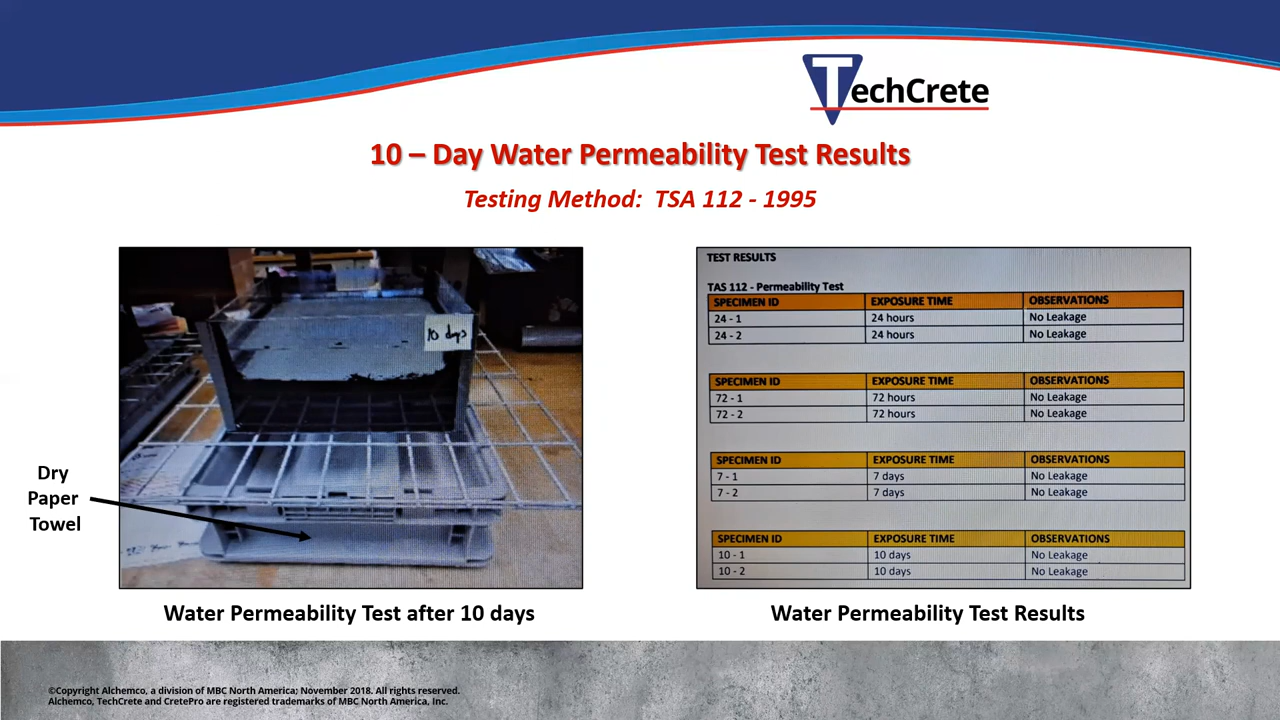 TechCrete
10 – Day Water Permeability Test Results
Testing Method: TSA 112 - 1995
10 days
Dry
Paper
Towel
Water Permeability Test after 10 days
TEST RESULTS
TAS 112 - Permeability Test
SPECIMEN ID EXPOSURE TIME OBSERVATIONS
24 - 1 24 hours No Leakage
24 - 2 24 hours No Leakage
SPECIMEN ID EXPOSURE TIME OBSERVATIONS
72 - 1 72 hours No Leakage
72 - 2 72 hours No Leakage
SPECIMEN ID EXPOSURE TIME OBSERVATIONS
7 - 1 7 days No Leakage
7 - 2 7 days No Leakage
SPECIMEN ID EXPOSURE TIME OBSERVATIONS
10 - 1 10 days No Leakage
10 - 2 10 days No Leakage
Water Permeability Test Results
©Copyright Alchemco, a division of MBC North America; November 2018. All rights reserved.
Alchemco, TechCrete and CretePro are registered trademarks of MBC North America, Inc.